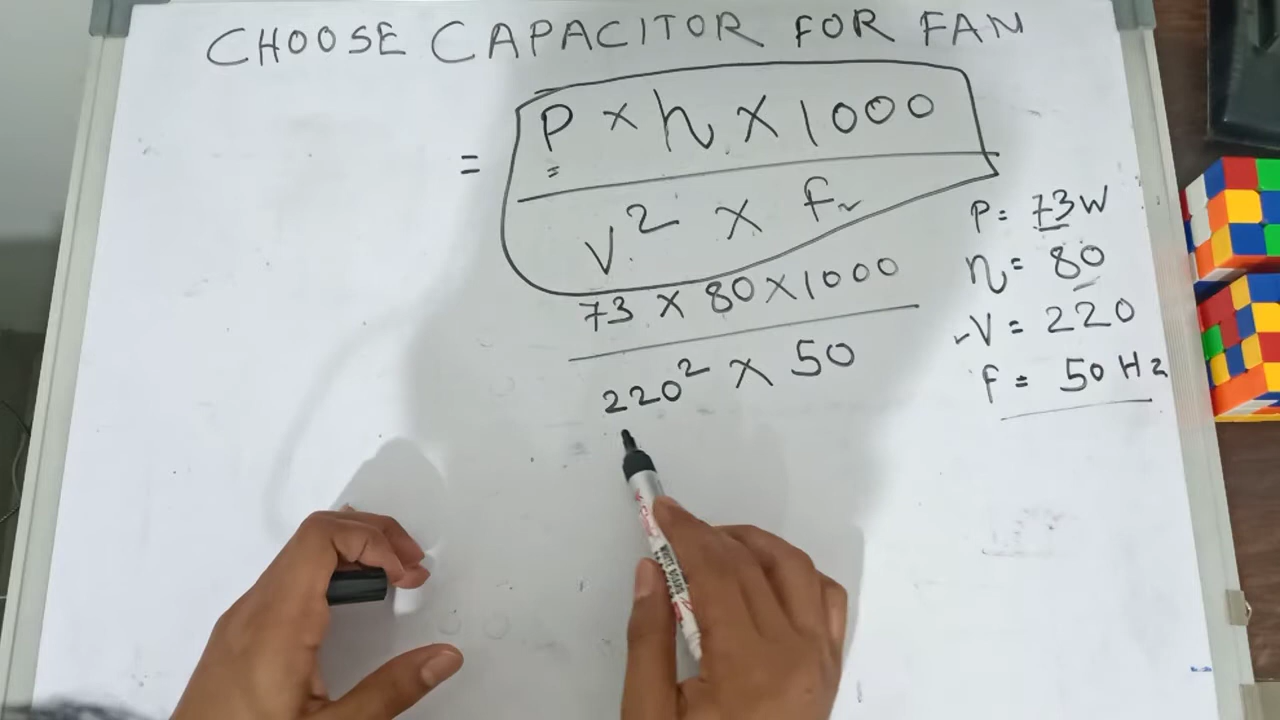 CHOOSE CAPACITOR FOR FAN
= P × η × 1000
V² × f
P = 73W
η = 80
V = 220
f = 50 Hz
73 × 80 × 1000
220² × 50